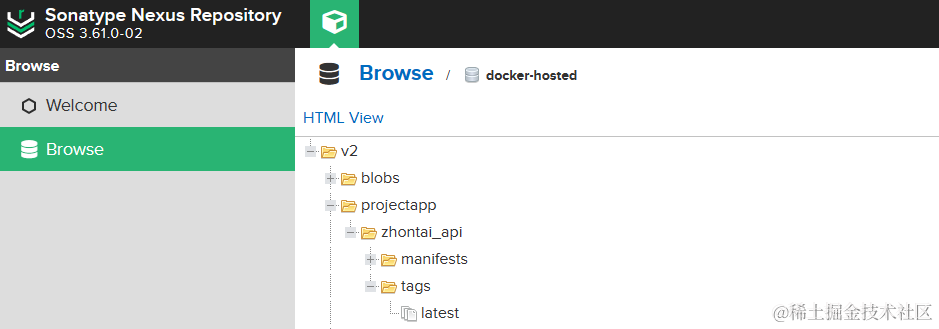 Sonatype Nexus Repository
OSS 3.61.0-02
Browse
Welcome
Browse
Browse / docker-hosted
HTML View
v2
blobs
projectapp
zhontai_api
manifests
tags
latest
@稀土掘金技术社区